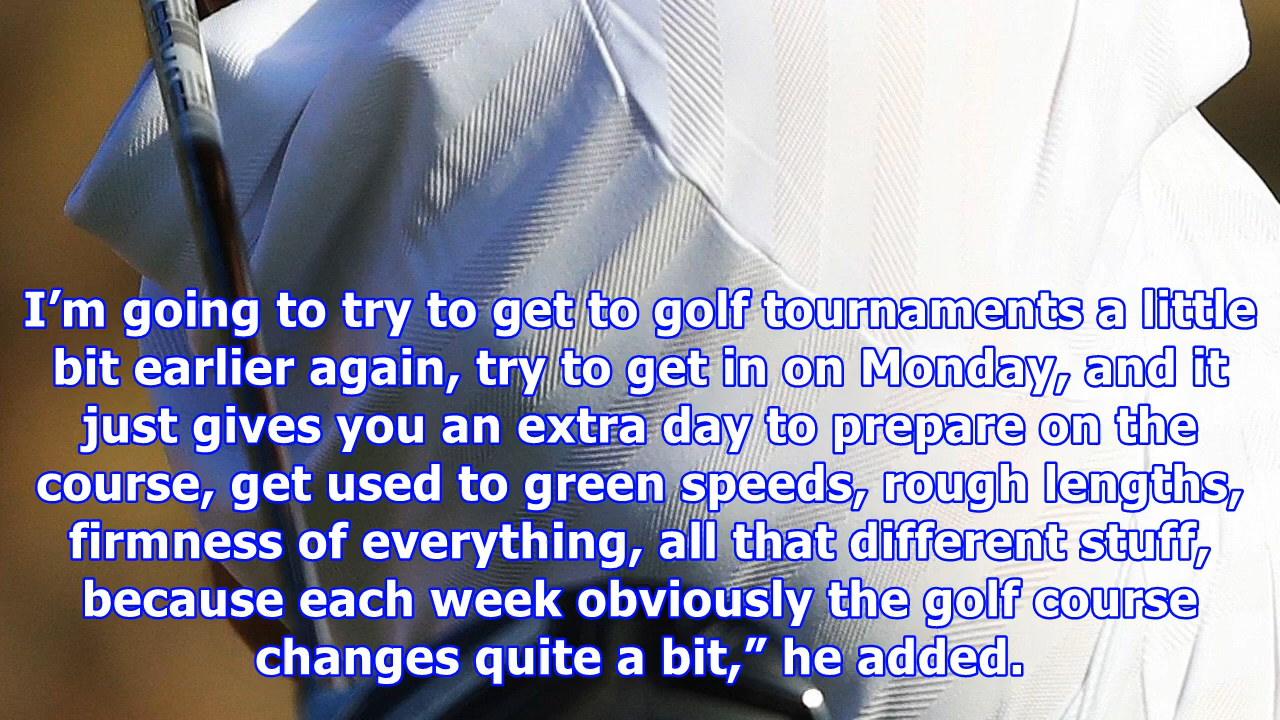 I’m going to try to get to golf tournaments a little
bit earlier again, try to get in on Monday, and it
just gives you an extra day to prepare on the
course, get used to green speeds, rough lengths,
firmness of everything, all that different stuff,
because each week obviously the golf course
changes quite a bit,” he added.